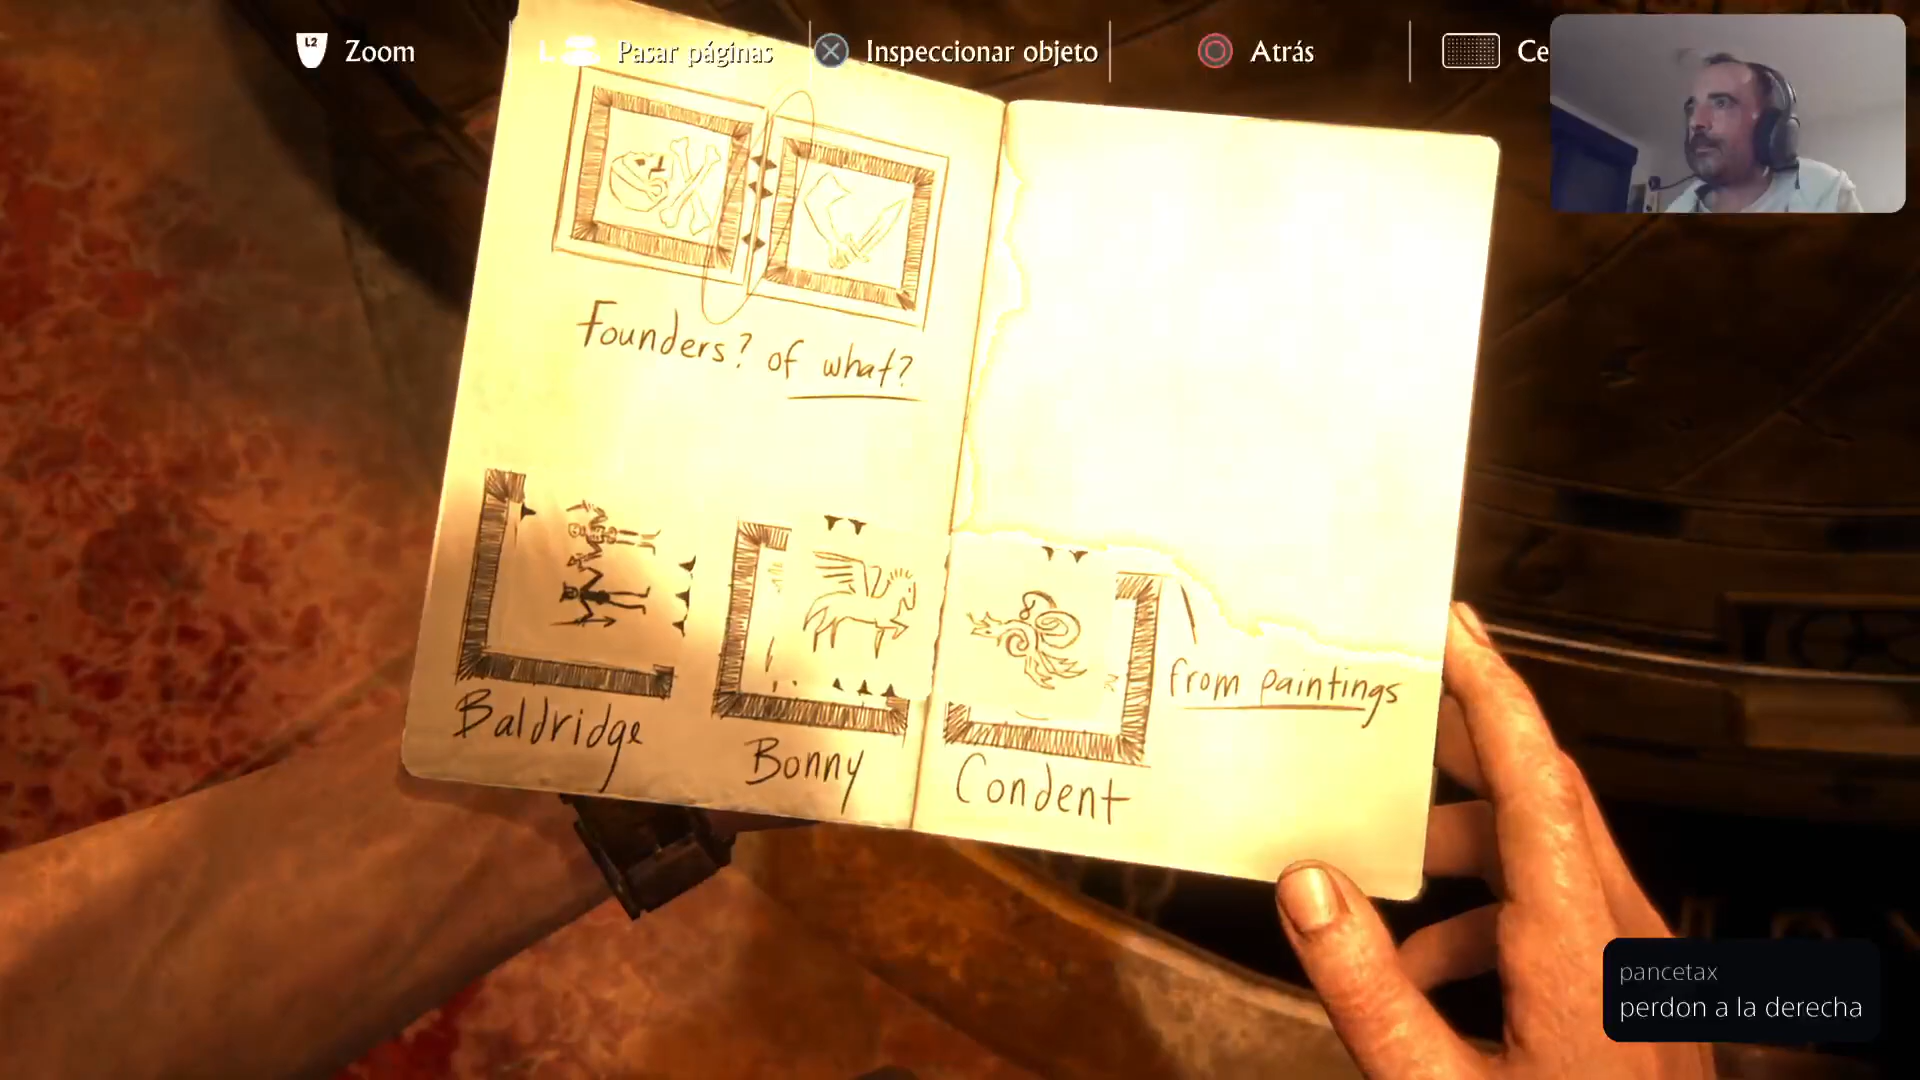 L2 Zoom
L Pasar páginas
Inspeccionar objeto
Atrás
Ce
Founders? of what?
Baldridge
Bonny
Condent
from paintings
pancetax
perdon a la derecha